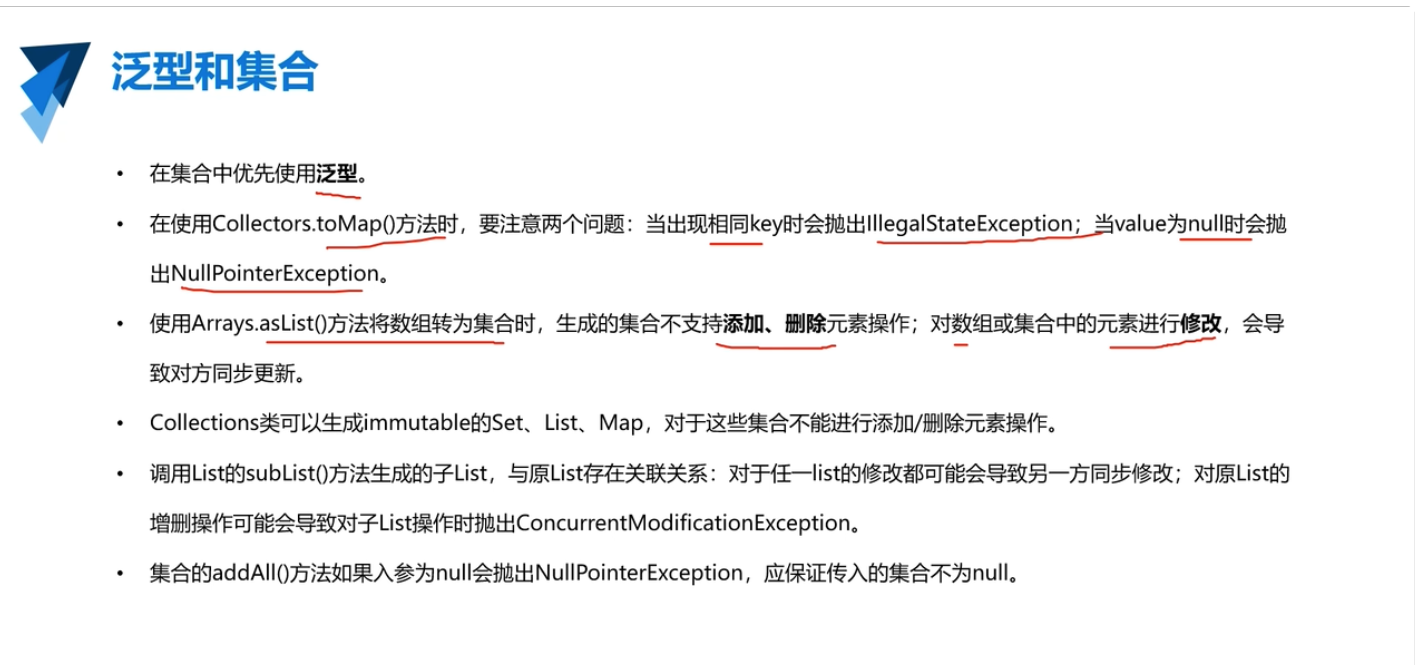 泛型和集合
• 在集合中优先使用泛型。
• 在使用Collectors.toMap()方法时，要注意两个问题：当出现相同key时会抛出IllegalStateException；当value为null时会抛
出NullPointerException。
• 使用Arrays.asList()方法将数组转为集合时，生成的集合不支持添加、删除元素操作；对数组或集合中的元素进行修改，会导
致对方同步更新。
• Collections类可以生成immutable的Set、List、Map，对于这些集合不能进行添加/删除元素操作。
• 调用List的subList()方法生成的子List，与原List存在关联关系：对于任一list的修改都可能会导致另一方同步修改；对原List的
增删操作可能会导致对子List操作时抛出ConcurrentModificationException。
• 集合的addAll()方法如果入参为null会抛出NullPointerException，应保证传入的集合不为null。